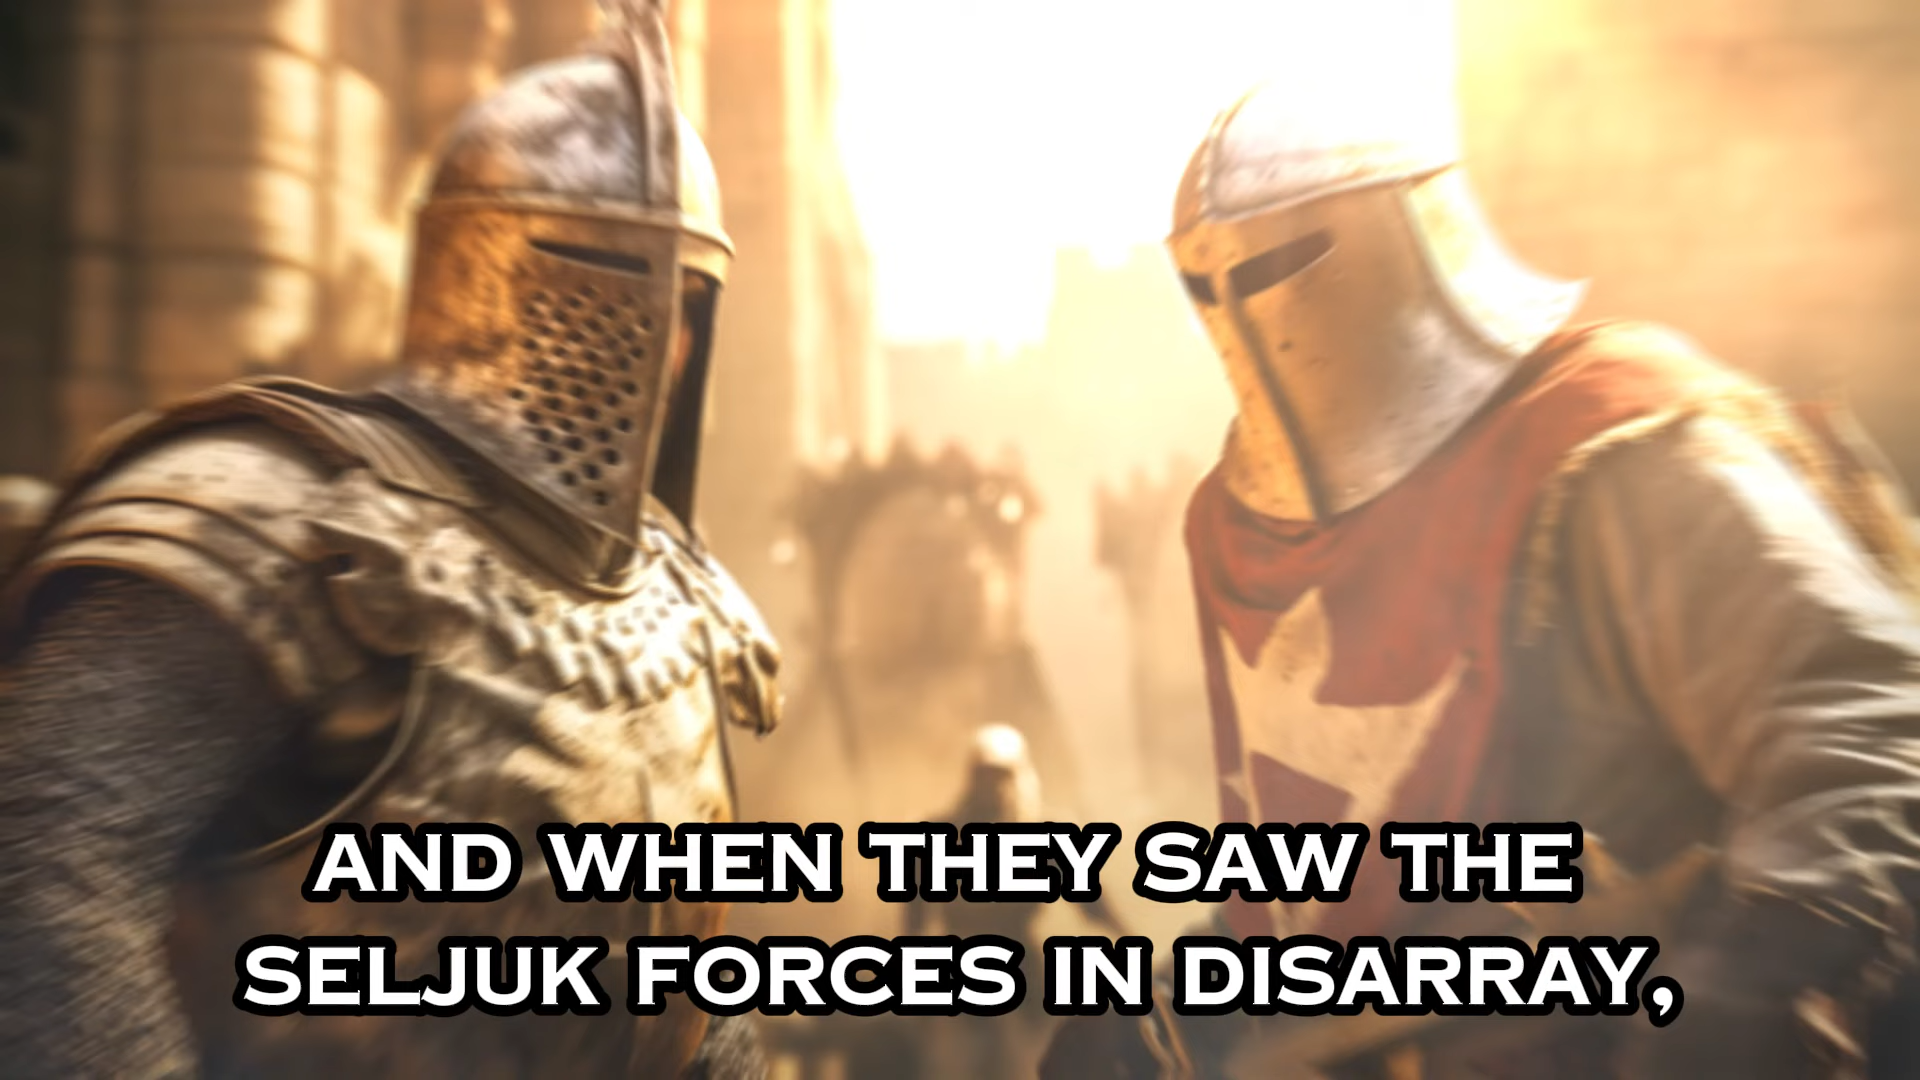 AND WHEN THEY SAW THE
SELJUK FORCES IN DISARRAY,